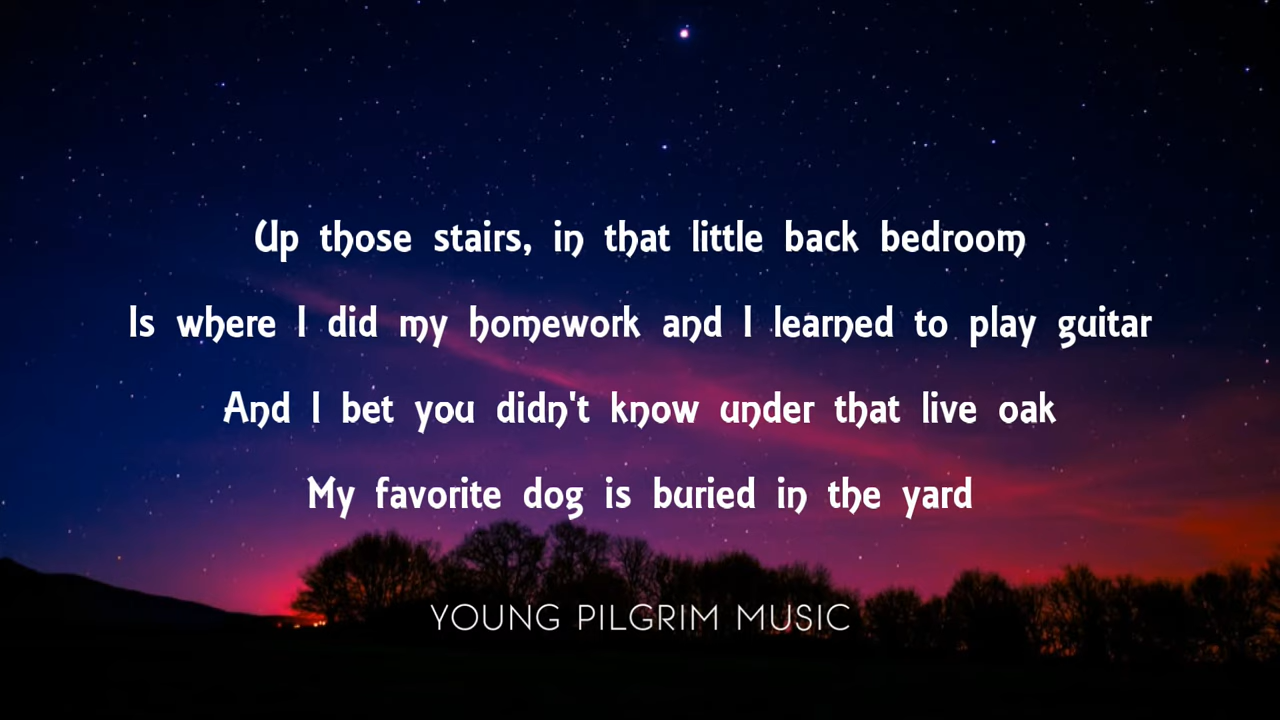 Up those stairs, in that little back bedroom
Is where I did my homework and I learned to play guitar
And I bet you didn't know under that live oak
My favorite dog is buried in the yard
YOUNG PILGRIM MUSIC